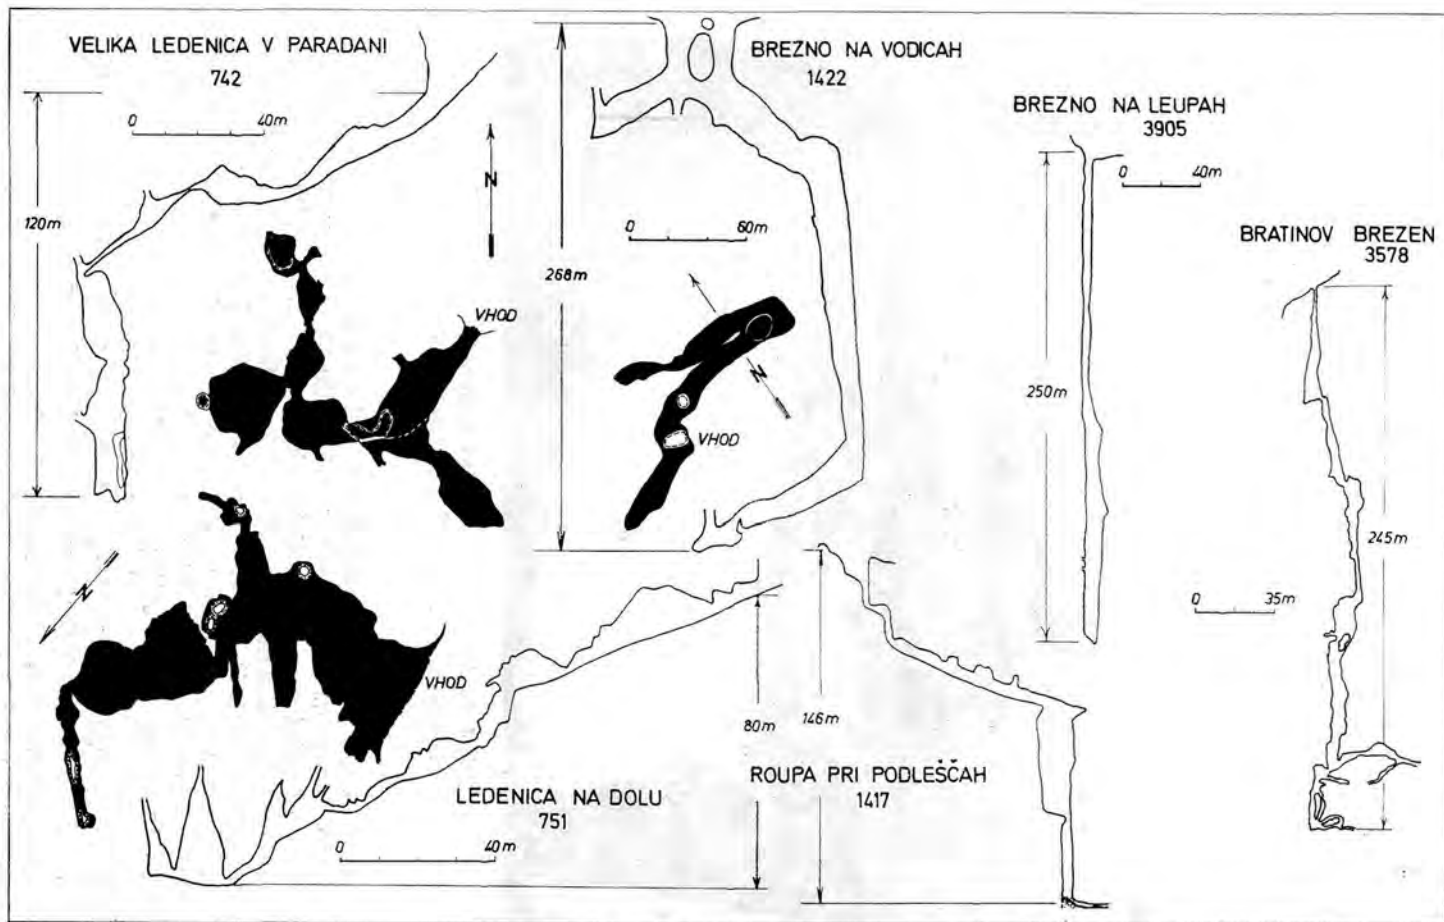 VELIKA LEDENICA V PARADANI
742
0 40m
120m
N
VHOD
BREZNO NA VODICAH
1422
268m
0 60m
N
VHOD
BREZNO NA LEUPAH
3905
0 40m
250m
BRATINOV BREZEN
3578
245m
0 35m
N
VHOD
LEDENICA NA DOLU
751
0 40m
80m
146m
ROUPA PRI PODLEŠČAH
1417